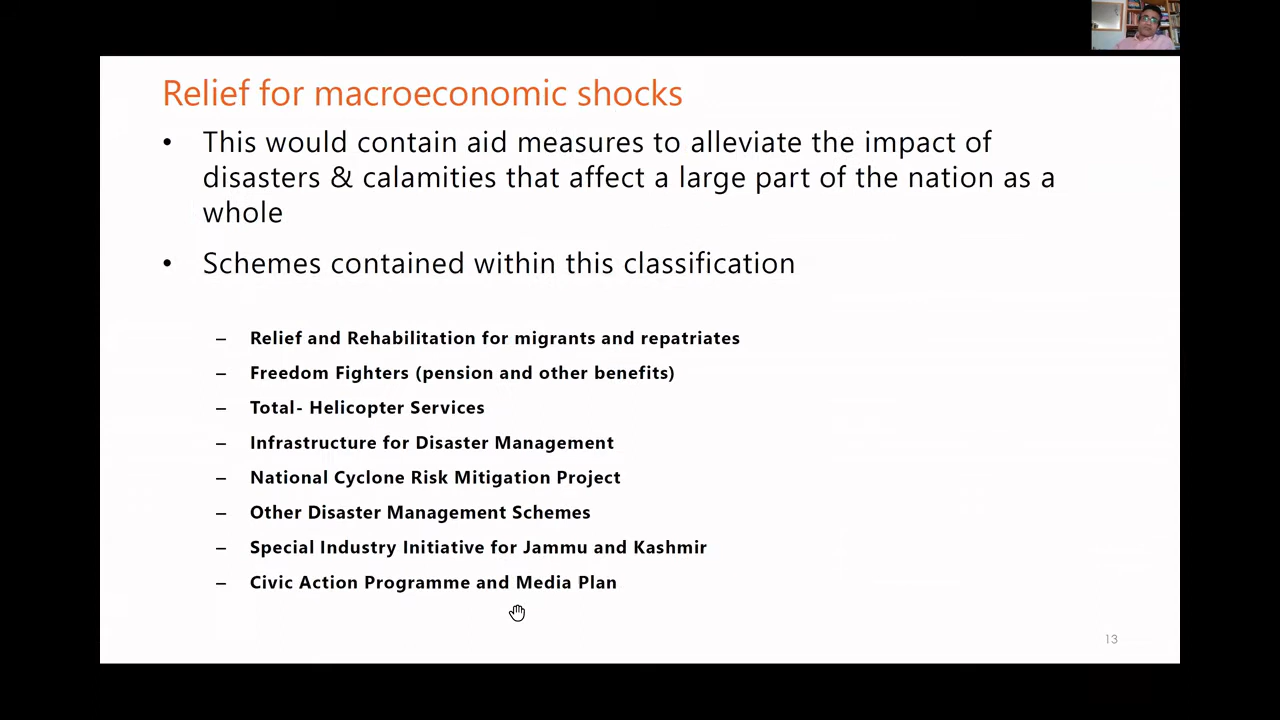 Relief for macroeconomic shocks
• This would contain aid measures to alleviate the impact of
disasters & calamities that affect a large part of the nation as a
whole
• Schemes contained within this classification
– Relief and Rehabilitation for migrants and repatriates
– Freedom Fighters (pension and other benefits)
– Total- Helicopter Services
– Infrastructure for Disaster Management
– National Cyclone Risk Mitigation Project
– Other Disaster Management Schemes
– Special Industry Initiative for Jammu and Kashmir
– Civic Action Programme and Media Plan
13